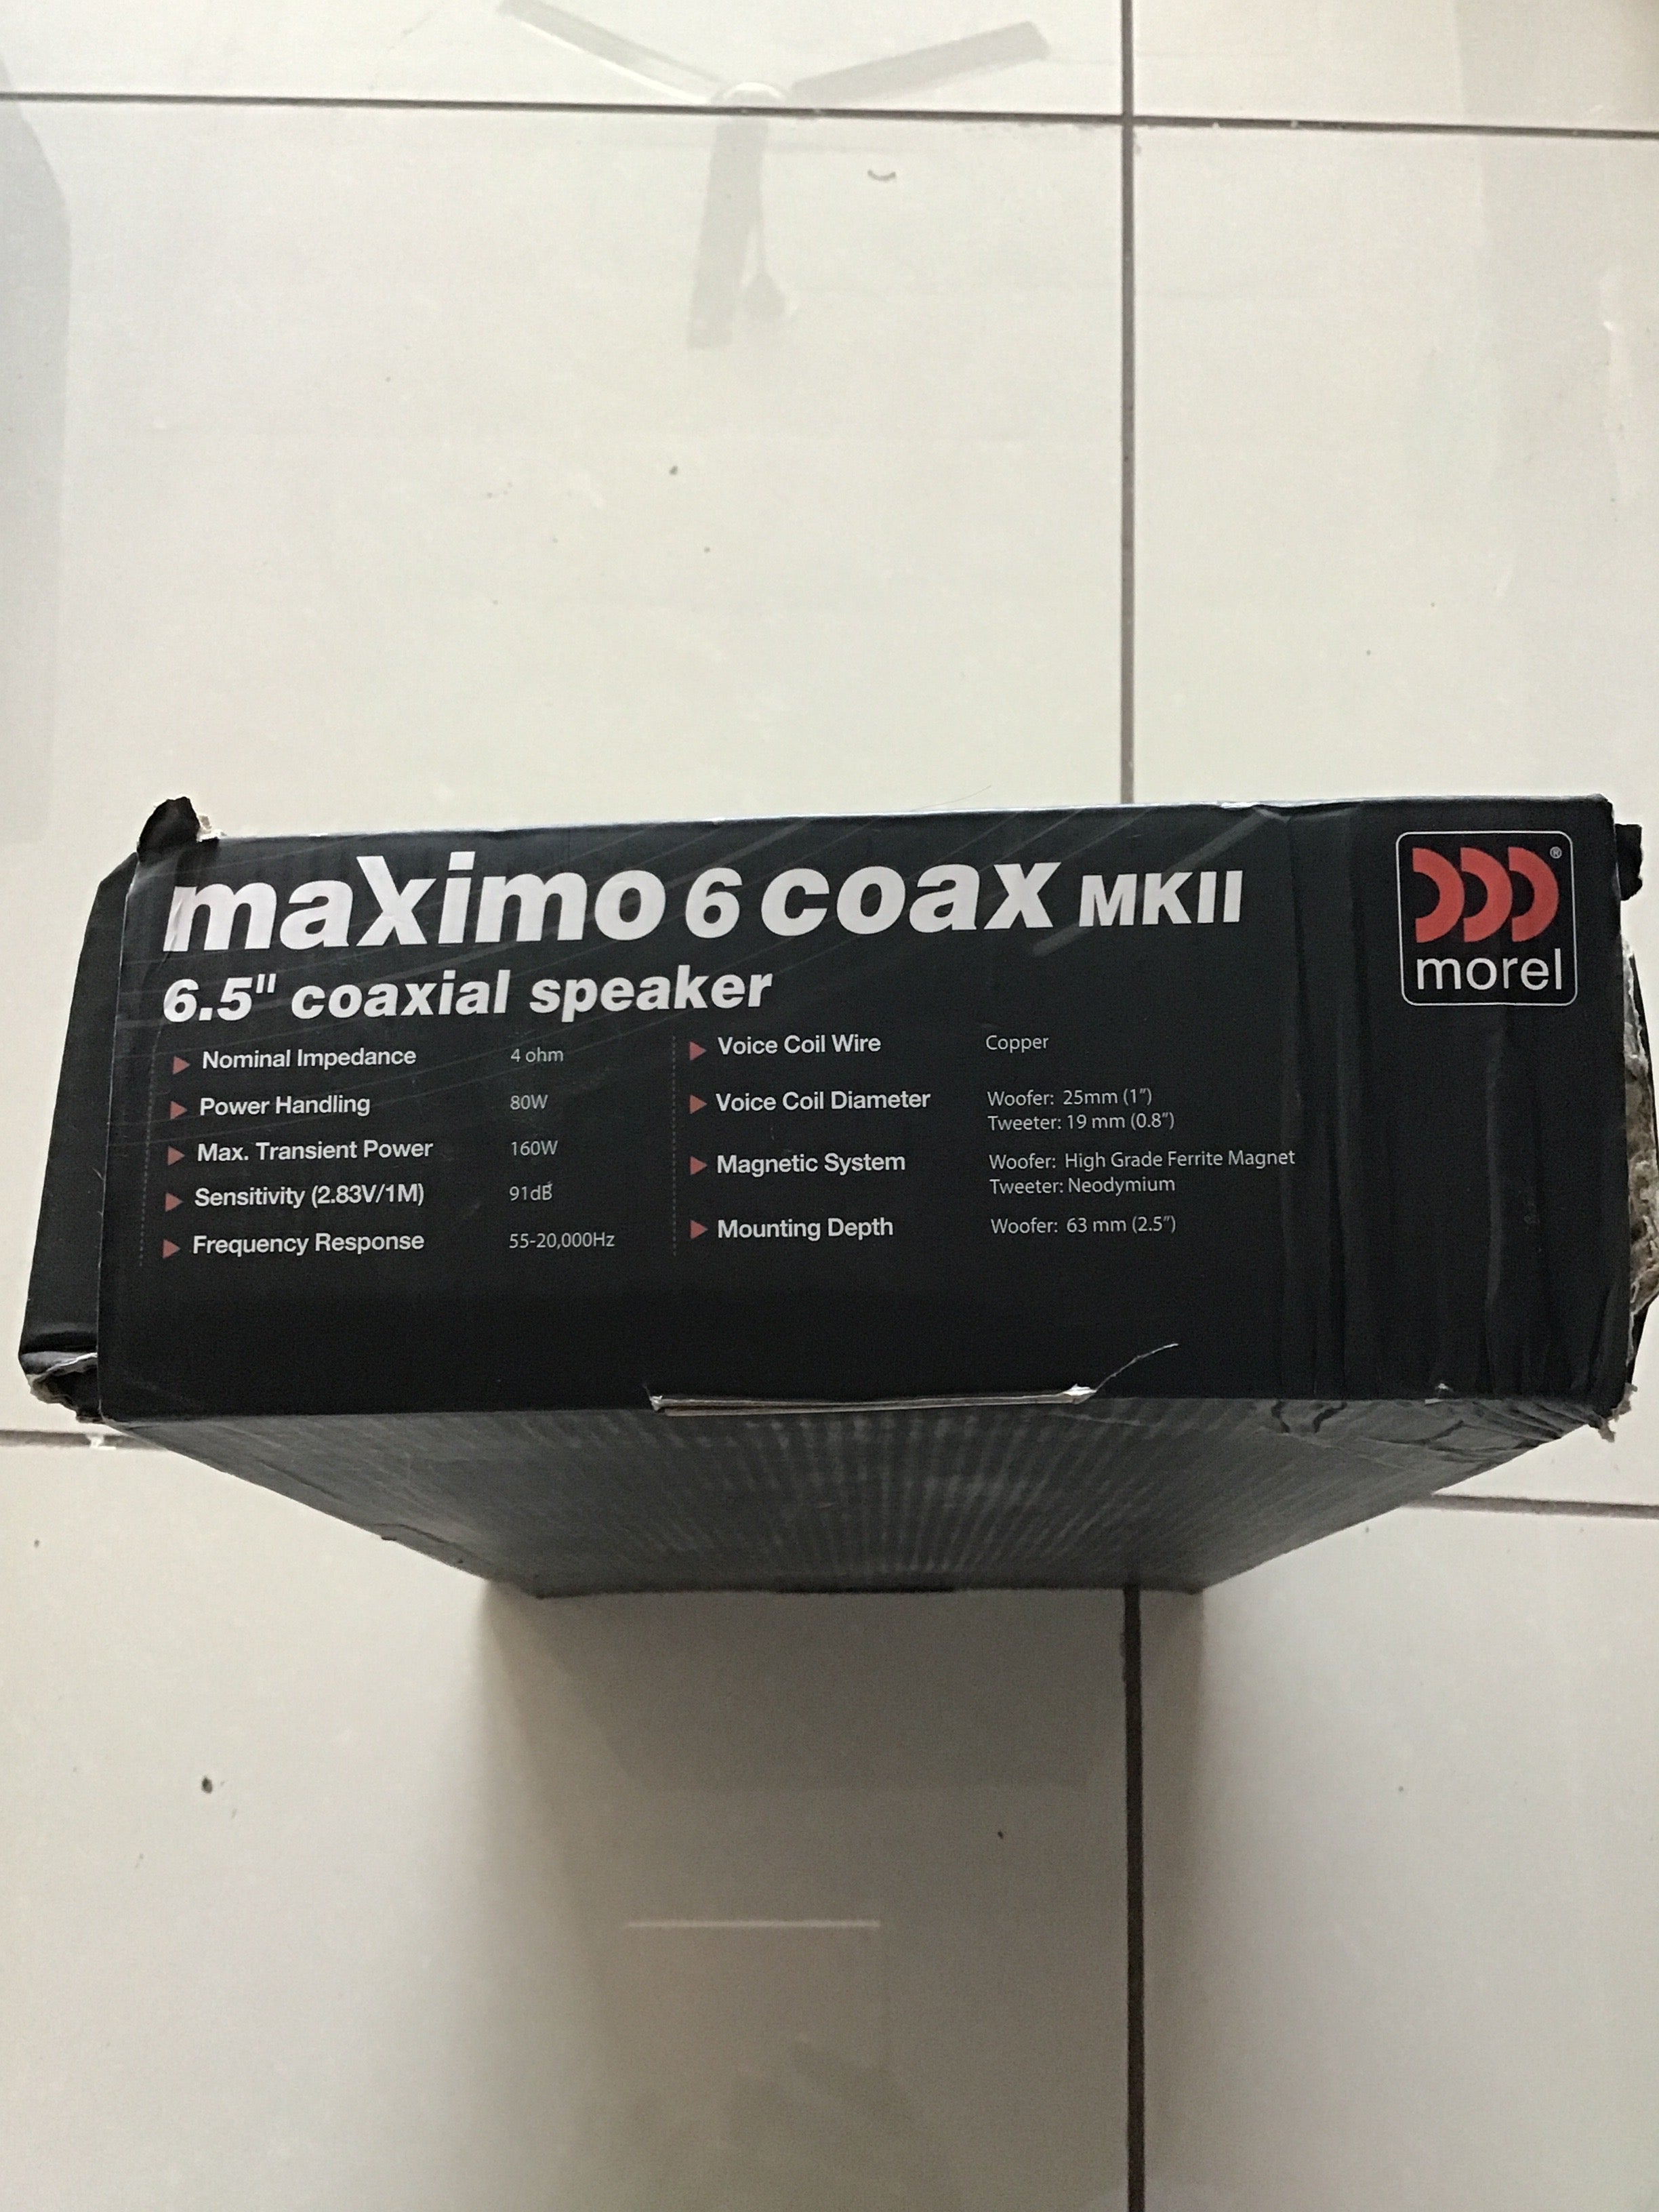 maximo 6 coax MKII
6.5" coaxial speaker
Nominal Impedance 4 ohm
Power Handling 80W
Max. Transient Power 160W
Sensitivity (2.83V/1M) 91dB
Frequency Response 55-20,000Hz
Voice Coil Wire Copper
Voice Coil Diameter Woofer: 25mm (1")
Tweeter: 19 mm (0.8")
Magnetic System Woofer: High Grade Ferrite Magnet
Tweeter: Neodymium
Mounting Depth Woofer: 63 mm (2.5")
®
morel